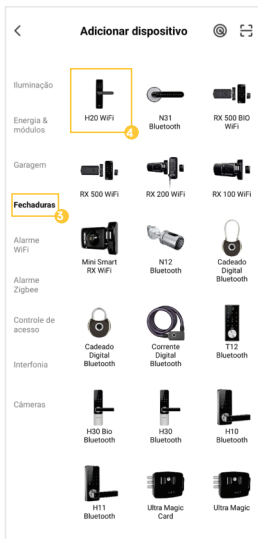 Adicionar dispositivo
Iluminação
Energia &
módulos
Garagem
Fechaduras
3
Alarme
WiFi
Alarme
Zigbee
Controle de
acesso
Interfonia
Câmeras
H20 WiFi
4
N31
Bluetooth
RX 500 BIO
WiFi
RX 500 WiFi
RX 200 WiFi
RX 100 WiFi
Mini Smart
RX WiFi
N12
Bluetooth
Cadeado
Digital
Bluetooth
Cadeado
Digital
Bluetooth
Corrente
Digital
Bluetooth
T12
Bluetooth
H30 Bio
Bluetooth
H30
Bluetooth
H10
Bluetooth
H11
Bluetooth
Ultra Magic
Card
Ultra Magic